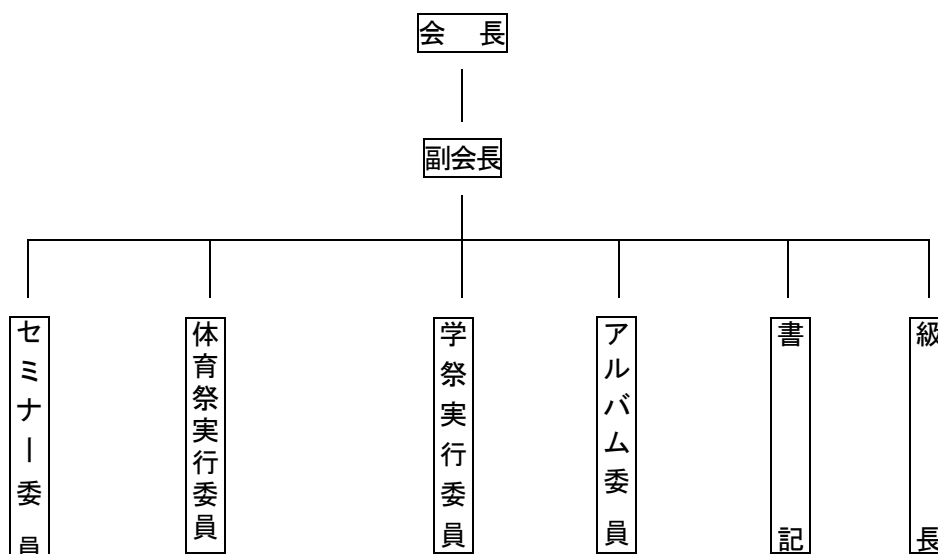 会 長
副会長
セミナー委員
体育祭実行委員
学祭実行委員
アルバム委員
書記
級長